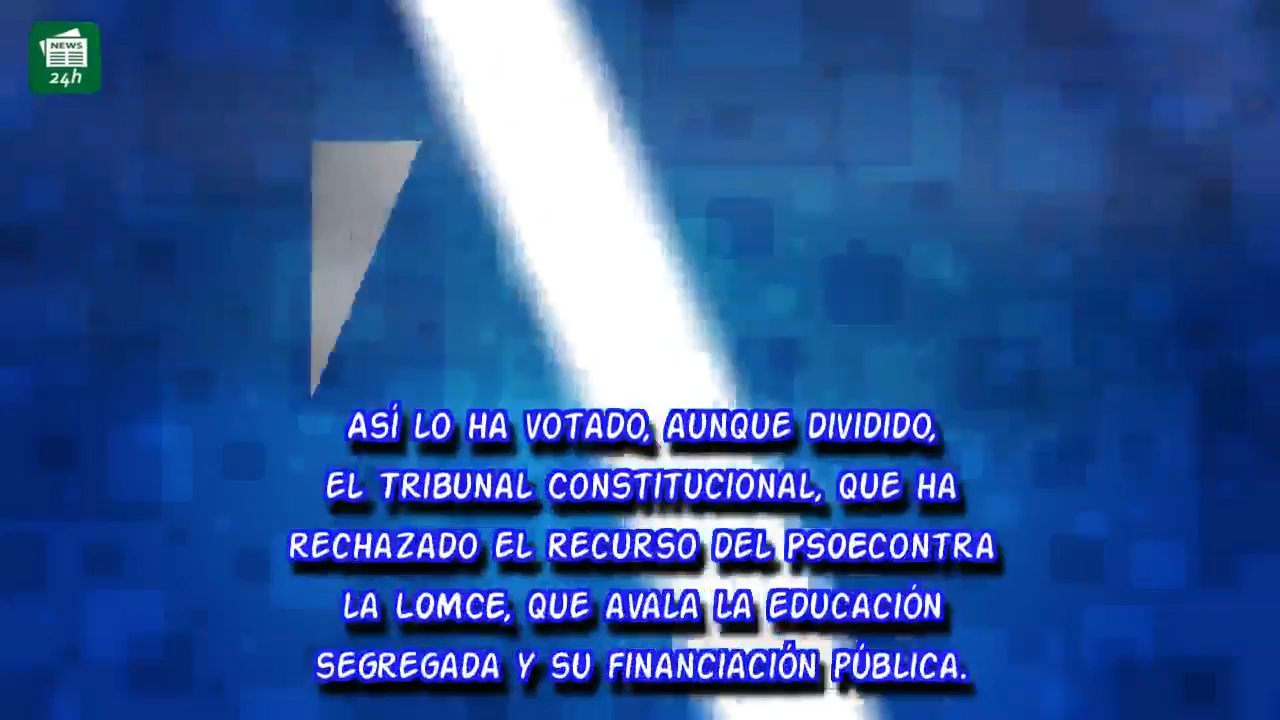 NEWS
24h
ASÍ LO HA VOTADO, AUNQUE DIVIDIDO,
EL TRIBUNAL CONSTITUCIONAL, QUE HA
RECHAZADO EL RECURSO DEL PSOECONTRA
LA LOMCE, QUE AVALA LA EDUCACIÓN
SEGREGADA Y SU FINANCIACIÓN PÚBLICA.